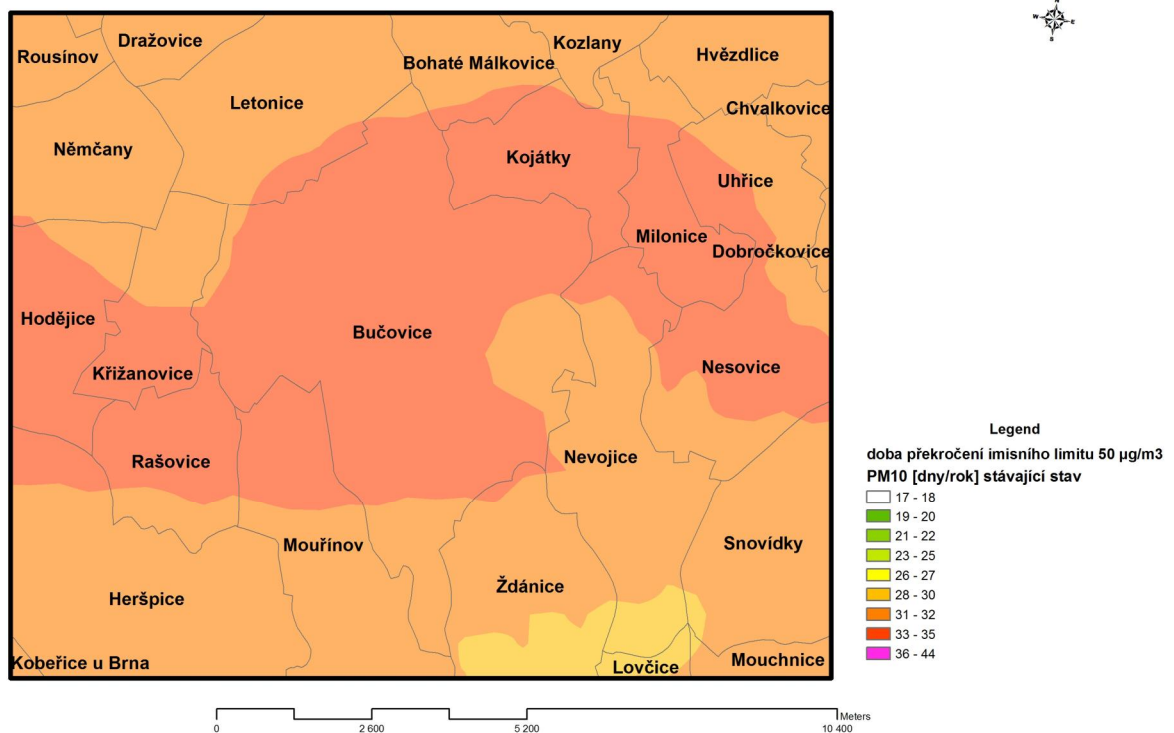 N
W
E
S
Rousínov
Dražovice
Kozlany
Bohaté Málkovice
Hvězdlice
Letonice
Chvalkovice
Němčany
Kojátky
Uhřice
Milonice
Dobročkovice
Hodějice
Bučovice
Křižanovice
Nesovice
Rašovice
Nevojice
Mouřínov
Snovídky
Ždánice
Heršpice
Kobeřice u Brna
Lovčice
Mouchnice
Legend
doba překročení imisního limitu 50 µg/m3
PM10 [dny/rok] stávající stav
17 - 18
19 - 20
21 - 22
23 - 25
26 - 27
28 - 30
31 - 32
33 - 35
36 - 44
Meters
0 2 600 5 200 10 400